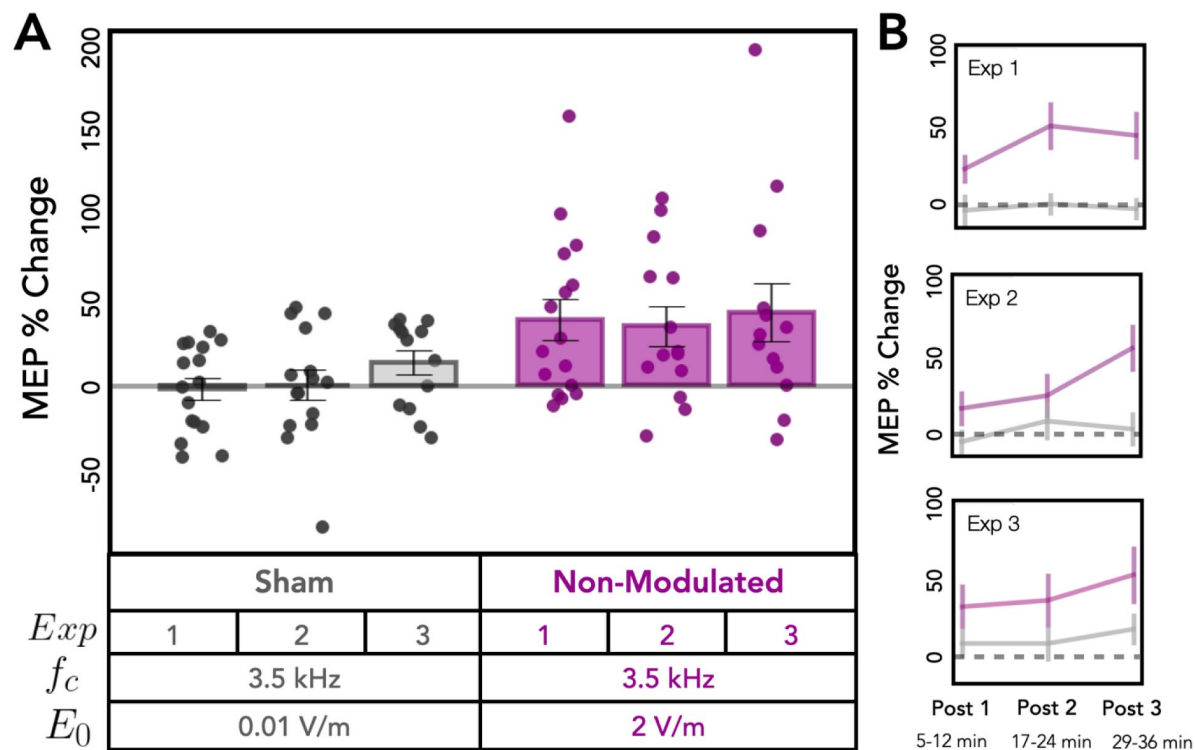 A
MEP % Change
200
150
100
50
0
-50
Sham
Non-Modulated
Exp
1
2
3
1
2
3
f_c
3.5 kHz
3.5 kHz
E_0
0.01 V/m
2 V/m
B
MEP % Change
100
50
0
Exp 1
100
50
0
Exp 2
100
50
0
Exp 3
Post 1 Post 2 Post 3
5-12 min 17-24 min 29-36 min